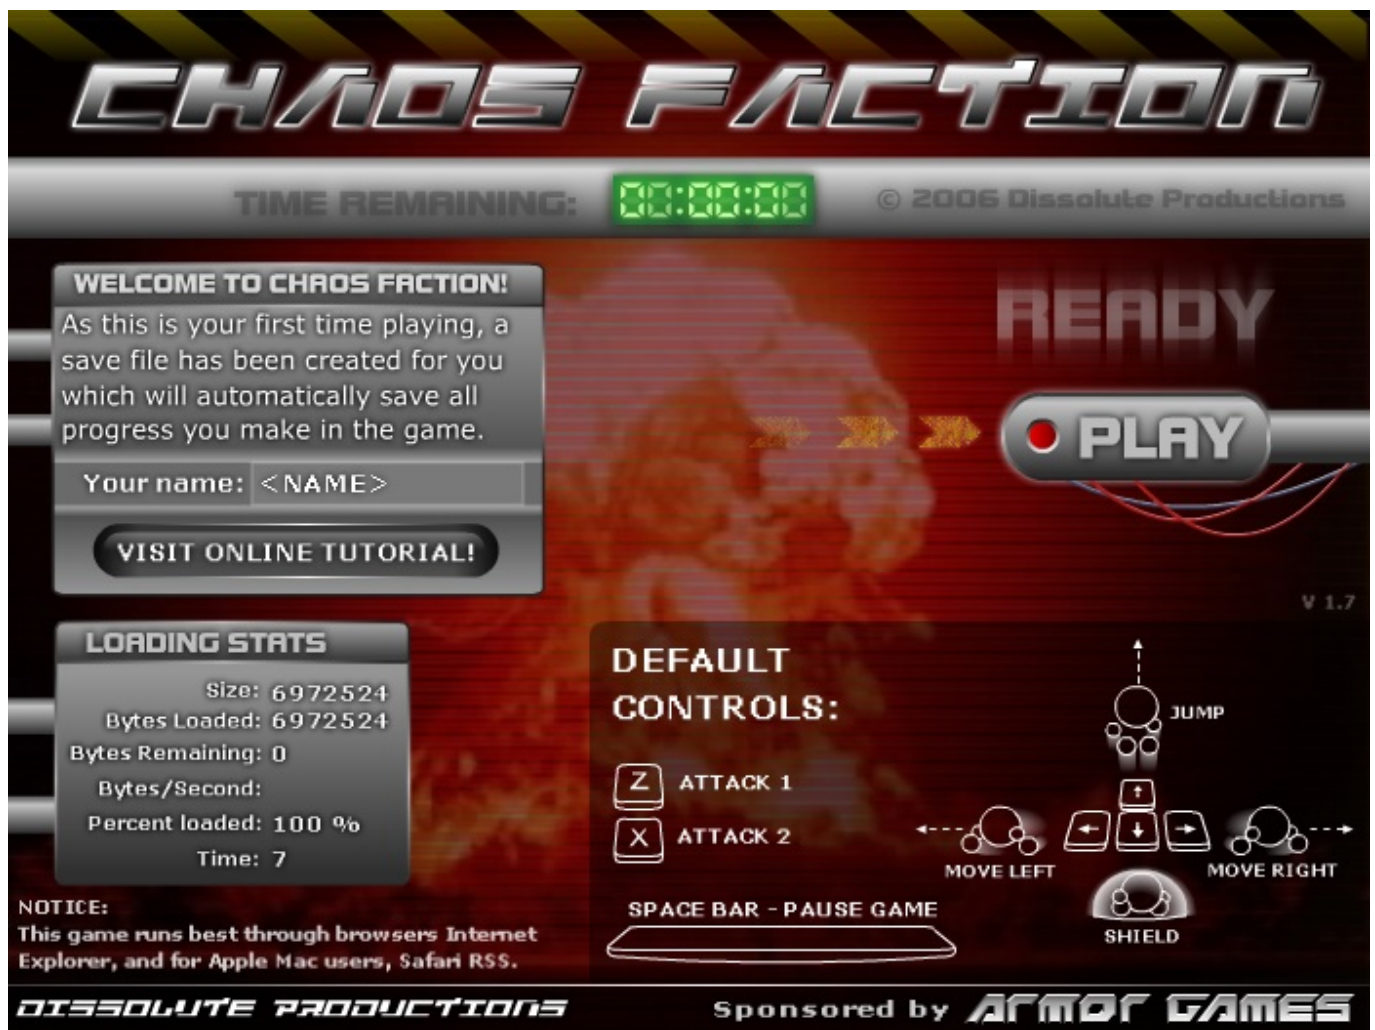 CHAOS FACTION
TIME REMAINING: 00:00:00 © 2006 Dissolute Productions
WELCOME TO CHAOS FACTION!
As this is your first time playing, a
save file has been created for you
which will automatically save all
progress you make in the game.
Your name: <NAME>
VISIT ONLINE TUTORIAL!
READY
PLAY
V 1.7
LOADING STATS
Size: 6972524
Bytes Loaded: 6972524
Bytes Remaining: 0
Bytes/Second:
Percent loaded: 100 %
Time: 7
NOTICE:
This game runs best through browsers Internet
Explorer, and for Apple Mac users, Safari RSS.
DEFAULT
CONTROLS:
Z ATTACK 1
X ATTACK 2
SPACE BAR - PAUSE GAME
JUMP
MOVE LEFT
MOVE RIGHT
SHIELD
DISSOLUTE PRODUCTIONS
Sponsored by ARMOR GAMES